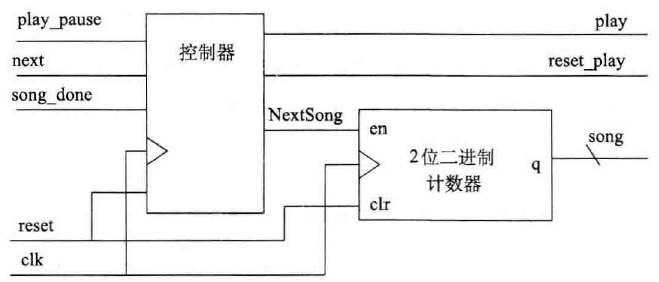 play_pause
play
控制器
next
reset_play
song_done
NextSong
en
song
2位二进制
计数器
q
clr
reset
clk